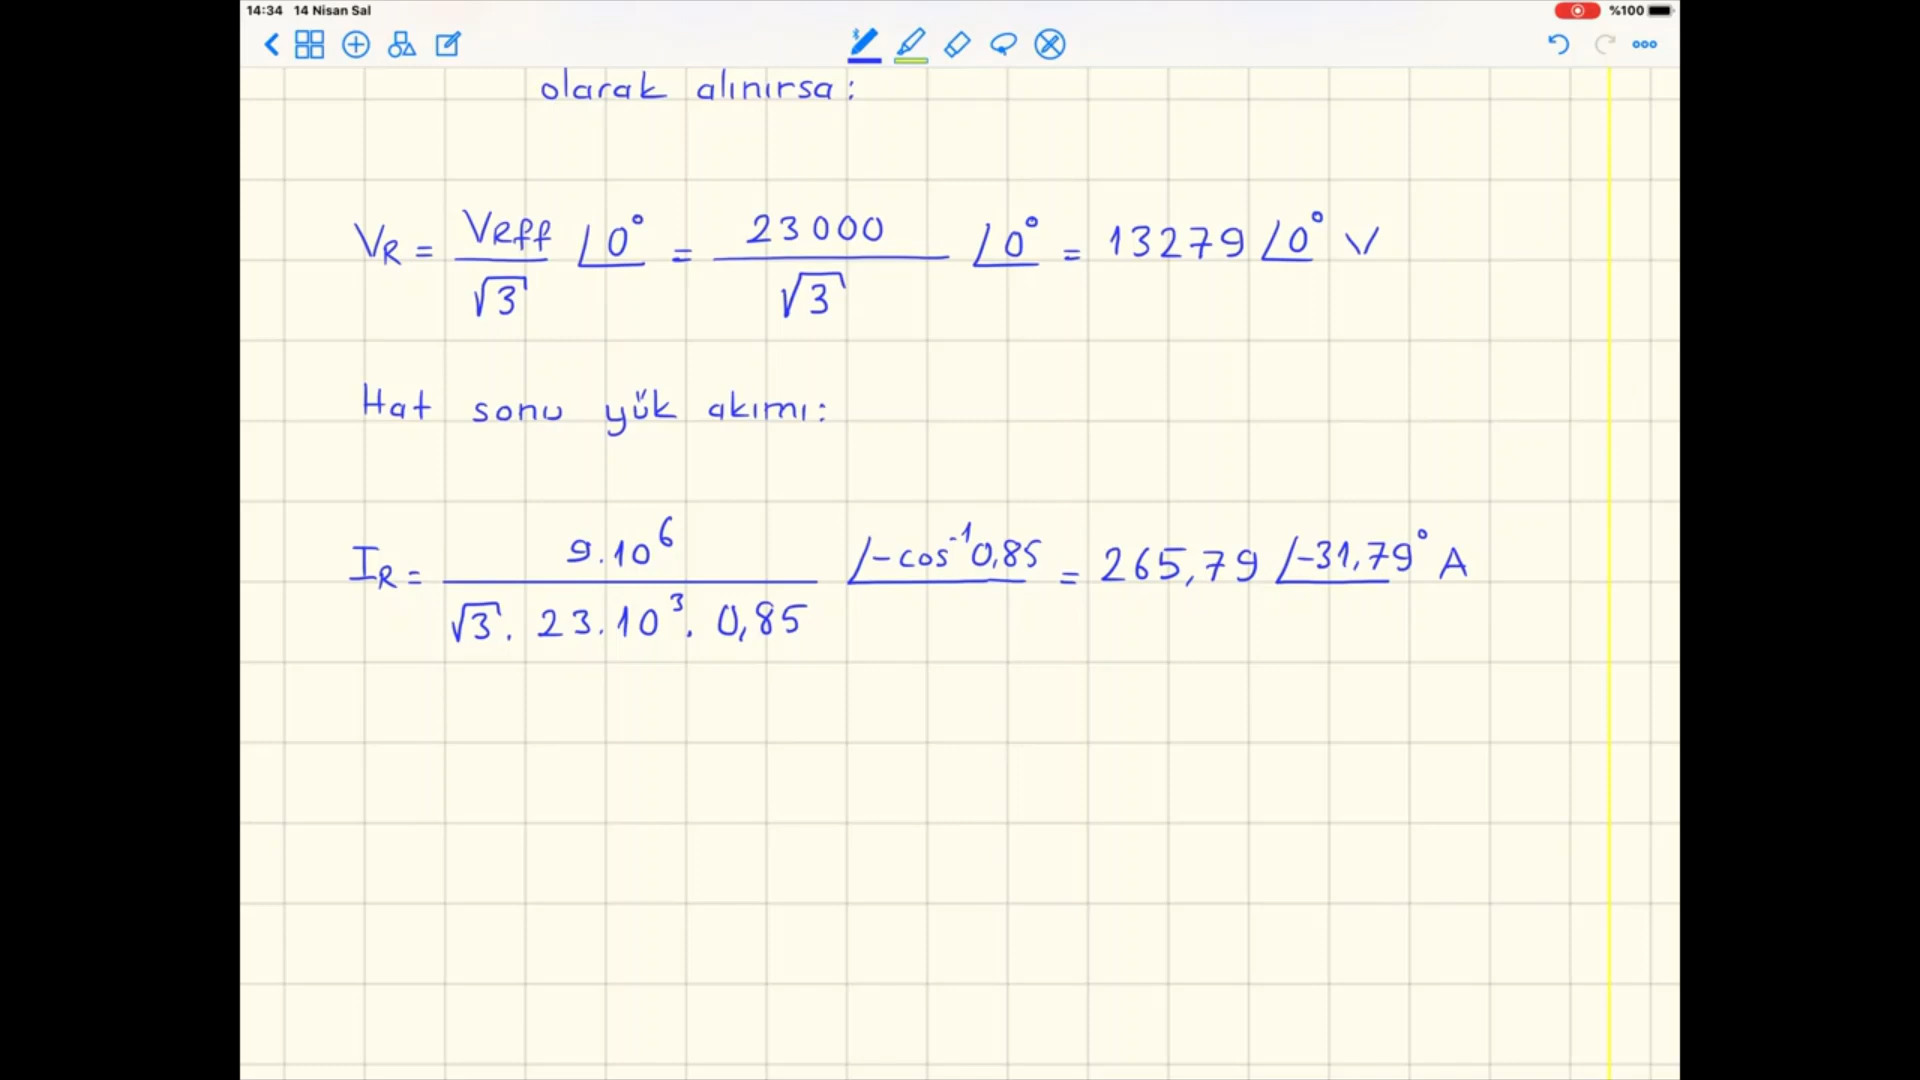 14:34 14 Nisan Sal %100
olarak alınırsa:
VR = Vreff/√3 ∠0° = 23000/√3 ∠0° = 13279 ∠0° V
Hat sonu yük akımı:
IR = 9.10⁶/(√3 . 23.10³ . 0,85) ∠-cos⁻¹0,85 = 265,79 ∠-31,79° A